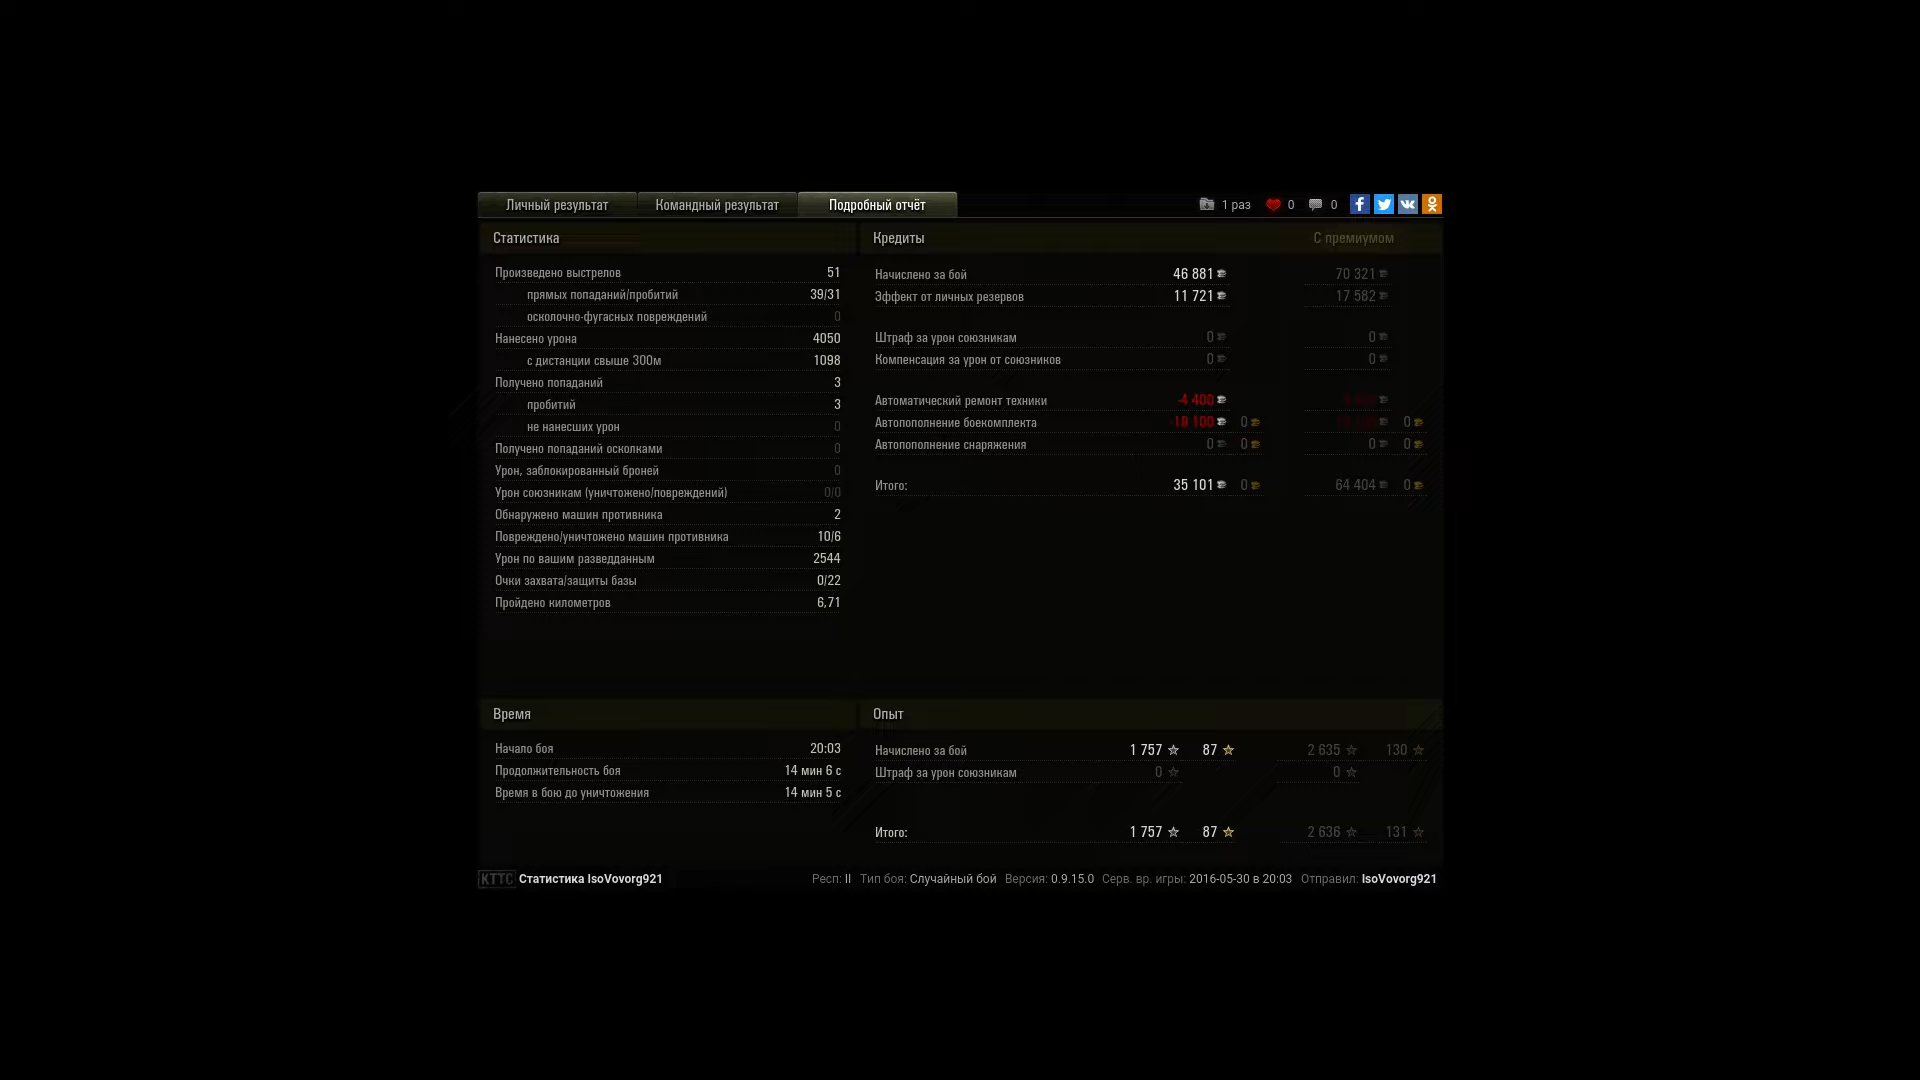 Личный результат Командный результат Подробный отчёт 1 раз 0 0
Статистика
Произведено выстрелов 51
прямых попаданий/пробитий 39/31
осколочно-фугасных повреждений 0
Нанесено урона 4050
с дистанции свыше 300м 1098
Получено попаданий 3
пробитий 3
не нанесших урон 0
Получено попаданий осколками 0
Урон, заблокированный броней 0
Урон союзникам (уничтожено/повреждений) 0/0
Обнаружено машин противника 2
Повреждено/уничтожено машин противника 10/6
Урон по вашим разведданным 2544
Очки захвата/защиты базы 0/22
Пройдено километров 6,71
Кредиты С премиумом
Начислено за бой 46 881 70 321
Эффект от личных резервов 11 721 17 582
Штраф за урон союзникам 0 0
Компенсация за урон от союзников 0 0
Автоматический ремонт техники -4 400
Автопополнение боекомплекта 0 0
Автопополнение снаряжения 0 0 0 0
Итого: 35 101 0 64 404 0
Время
Начало боя 20:03
Продолжительность боя 14 мин 6 с
Время в бою до уничтожения 14 мин 5 с
Опыт
Начислено за бой 1 757 87 2 635 130
Штраф за урон союзникам 0 0
Итого: 1 757 87 2 636 131
КТТС Статистика IsoVovorg921 Респ: II Тип боя: Случайный бой Версия: 0.9.15.0 Серв. вр. игры: 2016-05-30 в 20:03 Отправил: IsoVovorg921